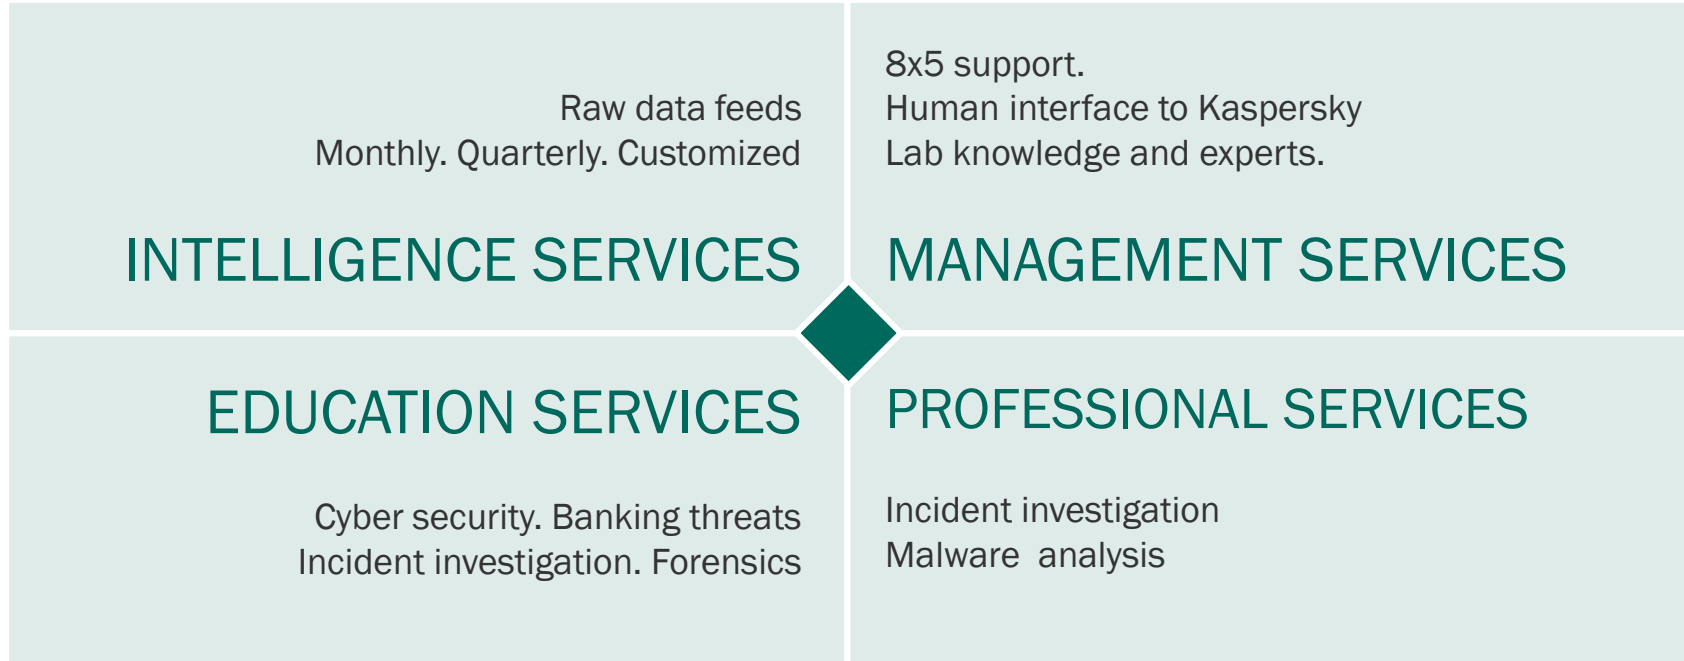 Raw data feeds
Monthly. Quarterly. Customized
INTELLIGENCE SERVICES
8x5 support.
Human interface to Kaspersky
Lab knowledge and experts.
MANAGEMENT SERVICES
EDUCATION SERVICES
Cyber security. Banking threats
Incident investigation. Forensics
PROFESSIONAL SERVICES
Incident investigation
Malware  analysis